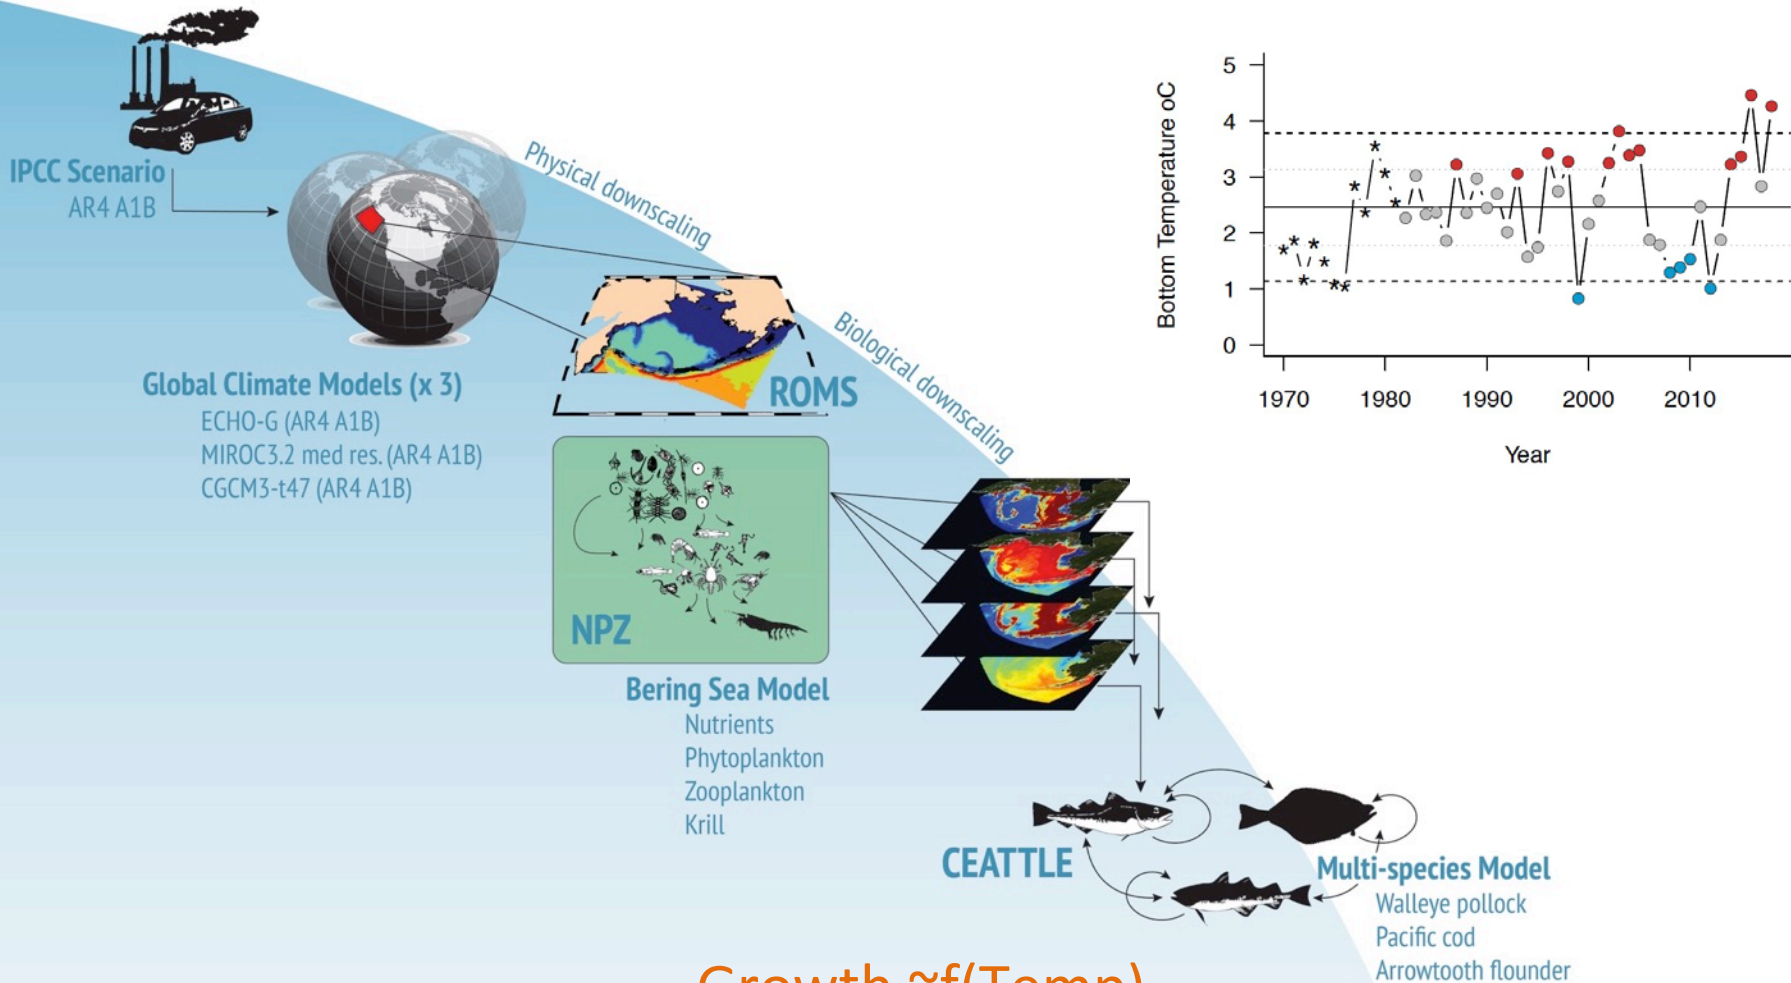 IPCC Scenario
AR4 A1B
Physical downscaling
Global Climate Models (x 3)
ECHO-G (AR4 A1B)
MIROC3.2 med res. (AR4 A1B)
CGCM3-t47 (AR4 A1B)
ROMS
Biological downscaling
NPZ
Bering Sea Model
Nutrients
Phytoplankton
Zooplankton
Krill
CEATTLE
Multi-species Model
Walleye pollock
Pacific cod
Arrowtooth flounder
Growth ~f(Temp)
Bottom Temperature oC
5
4
3
2
1
0
1970 1980 1990 2000 2010
Year